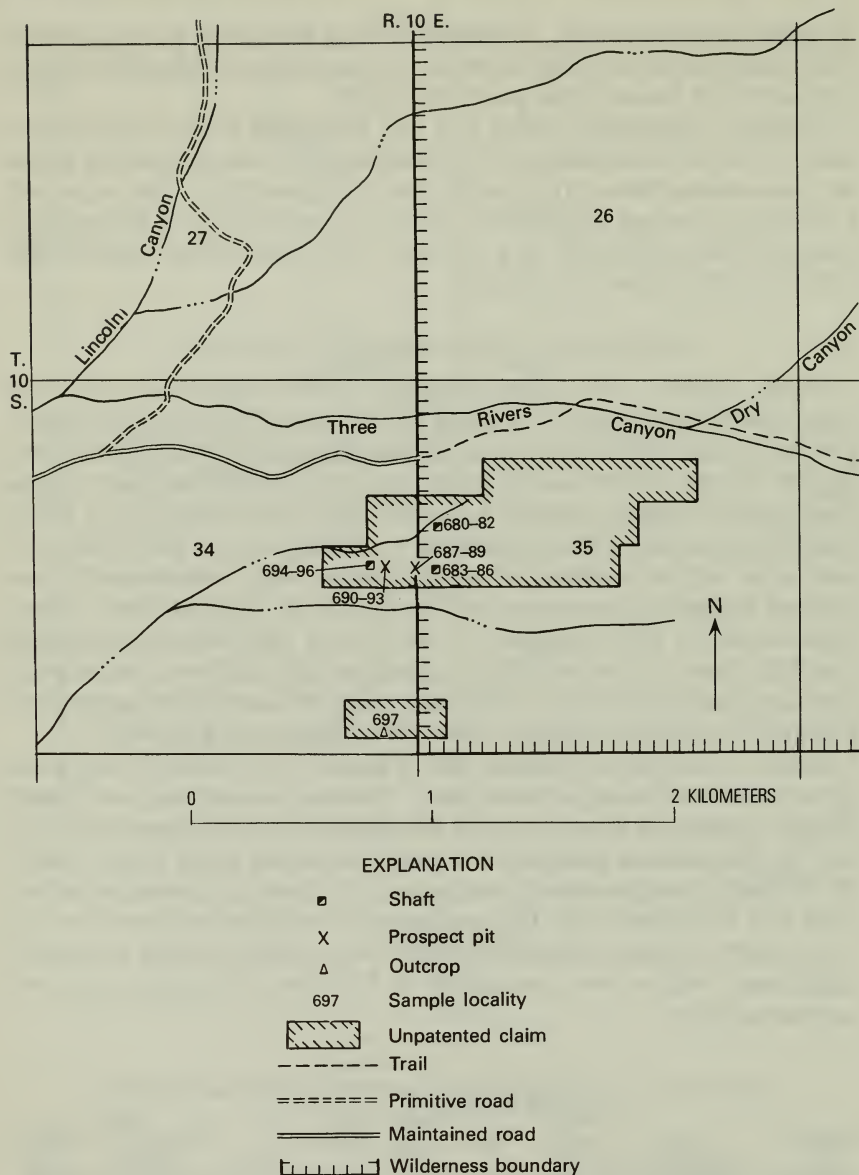 R. 10 E.
26
27
Canyon
Lincoln
T.
10
S.
Canyon
Dry
Three
Rivers
Canyon
34
35
680–82
687–89
694–96
683–86
690–93
N
697
0
1
2 KILOMETERS
EXPLANATION
Shaft
Prospect pit
Outcrop
697 Sample locality
Unpatented claim
Trail
Primitive road
Maintained road
Wilderness boundary